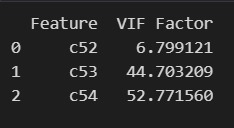 Feature VIF Factor
0 c52 6.799121
1 c53 44.703209
2 c54 52.771560